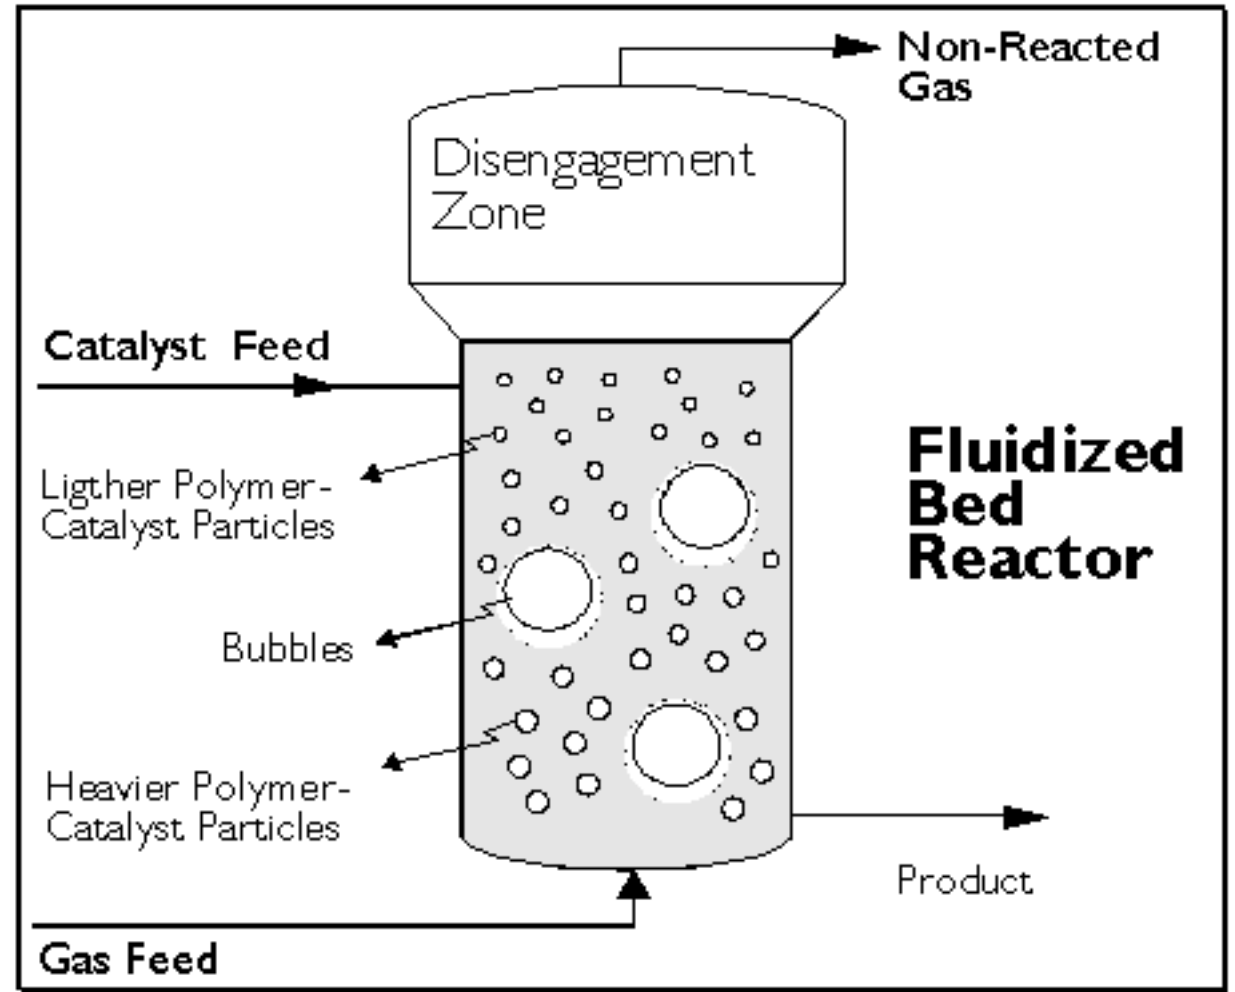 Non-Reacted
Gas
Disengagement
Zone
Catalyst Feed
Ligther Polymer-
Catalyst Particles
Fluidized
Bed
Reactor
Bubbles
Heavier Polymer-
Catalyst Particles
Product
Gas Feed